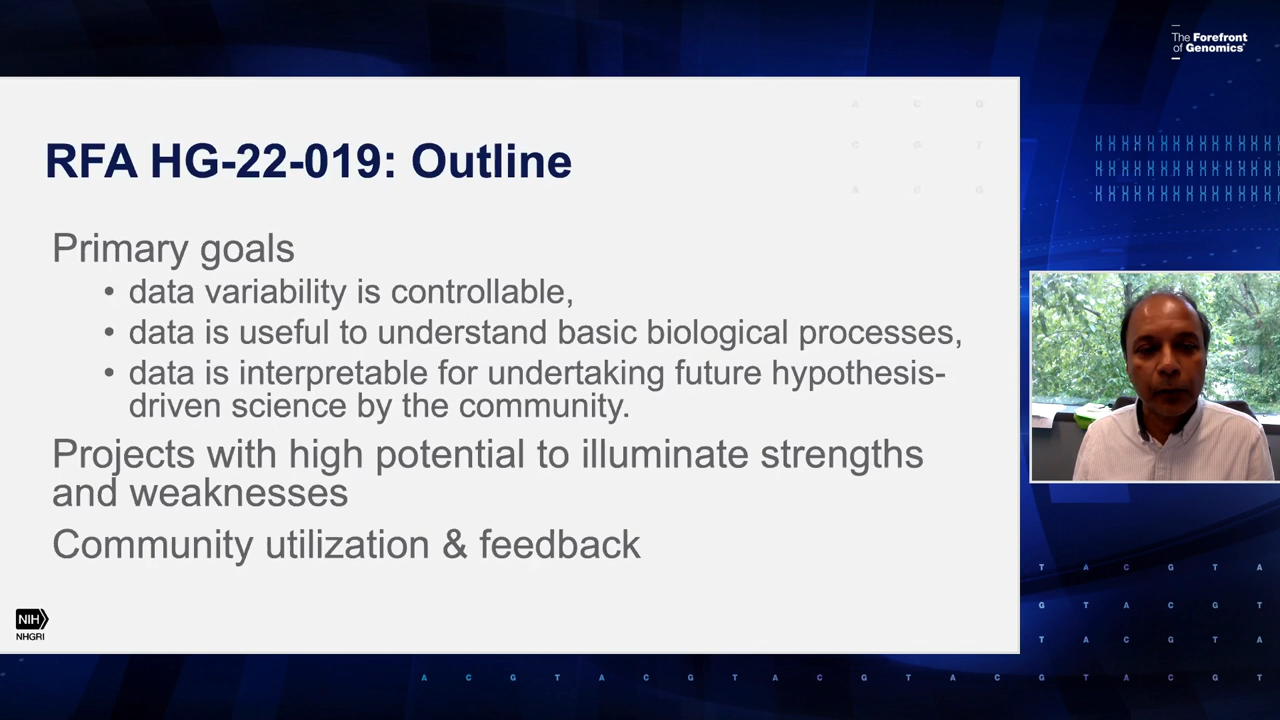 The Forefront
of Genomics
RFA HG-22-019: Outline
Primary goals
• data variability is controllable,
• data is useful to understand basic biological processes,
• data is interpretable for undertaking future hypothesis-
driven science by the community.
Projects with high potential to illuminate strengths
and weaknesses
Community utilization & feedback
NIH
NHGRI
A C G
C G T
A C G
T A C G T A
G T A C G T
T A C G T A
A C G T A C G T A C G T A C G T A C G T